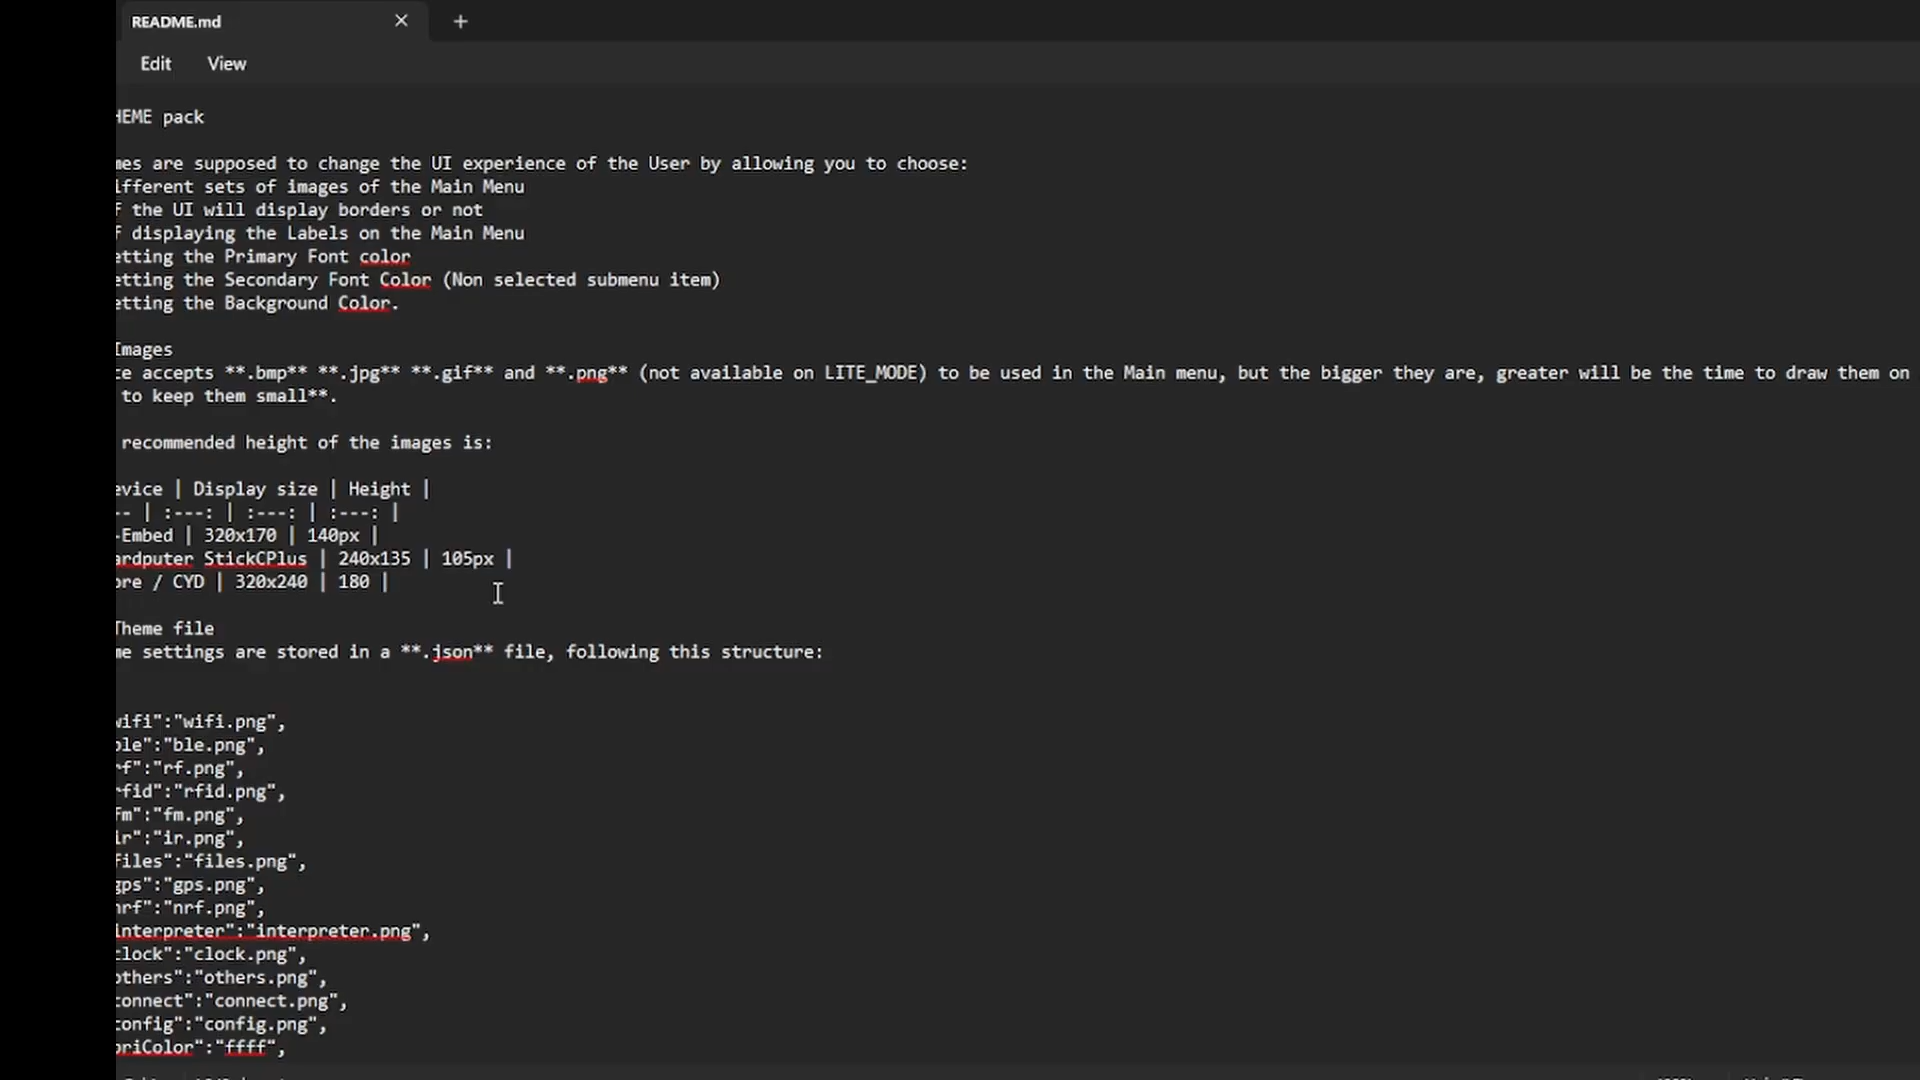 README.md
Edit View
HEME pack
mes are supposed to change the UI experience of the User by allowing you to choose:
ifferent sets of images of the Main Menu
f the UI will display borders or not
f displaying the Labels on the Main Menu
etting the Primary Font color
etting the Secondary Font Color (Non selected submenu item)
etting the Background Color.
Images
ce accepts **.bmp** **.jpg** **.gif** and **.png** (not available on LITE_MODE) to be used in the Main menu, but the bigger they are, greater will be the time to draw them on
to keep them small**.
recommended height of the images is:
evice | Display size | Height |
-- | :---: | :---: | :---: |
-Embed | 320x170 | 140px |
ardputer StickCPlus | 240x135 | 105px |
ore / CYD | 320x240 | 180 |
Theme file
me settings are stored in a **.json** file, following this structure:
wifi":"wifi.png",
ble":"ble.png",
rf":"rf.png",
rfid":"rfid.png",
fm":"fm.png",
ir":"ir.png",
files":"files.png",
gps":"gps.png",
nrf":"nrf.png",
interpreter":"interpreter.png",
clock":"clock.png",
others":"others.png",
connect":"connect.png",
config":"config.png",
priColor":"ffff",